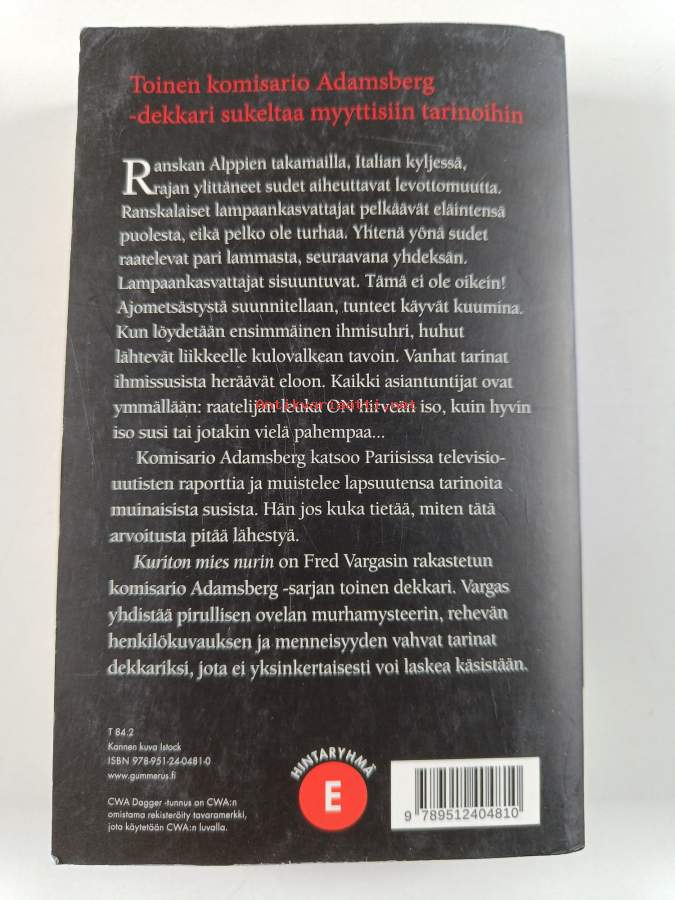 Toinen komisario Adamsberg
-dekkari sukeltaa myyttisiin tarinoihin
Ranskan Alppien takamailla, Italian kyljessä,
rajan ylittäneet sudet aiheuttavat levottomuutta.
Ranskalaiset lampaankasvattajat pelkäävät eläintensä
puolesta, eikä pelko ole turhaa. Yhtenä yönä sudet
raatelevat pari lammasta, seuraavana yhdeksän.
Lampaankasvattajat sisuuntuvat. Tämä ei ole oikein!
Ajometsästystä suunnitellaan, tunteet käyvät kuumina.
Kun löydetään ensimmäinen ihmisuhri, huhut
lähtevät liikkeelle kulovalkean tavoin. Vanhat tarinat
ihmissusista heräävät eloon. Kaikki asiantuntijat ovat
ymmällään: raatelijan leuka ON hirveän iso, kuin hyvin
iso susi tai jotakin vielä pahempaa...
Komisario Adamsberg katsoo Pariisissa televisio-
uutisten raporttia ja muistelee lapsuutensa tarinoita
muinaisista susista. Hän jos kuka tietää, miten tätä
arvoitusta pitää lähestyä.
Kuriton mies nurin on Fred Vargasin rakastetun
komisario Adamsberg -sarjan toinen dekkari. Vargas
yhdistää pirullisen ovelan murhamysteerin, rehevän
henkilökuvauksen ja menneisyyden vahvat tarinat
dekkariksi, jota ei yksinkertaisesti voi laskea käsistään.
T 84.2
Kannen kuva Istock
ISBN 978-951-24-0481-0
www.gummerus.fi
CWA Dagger -tunnus on CWA:n
omistama rekisteröity tavaramerkki,
jota käytetään CWA:n luvalla.
HINTARYHMÄ
E
9 789512 404810